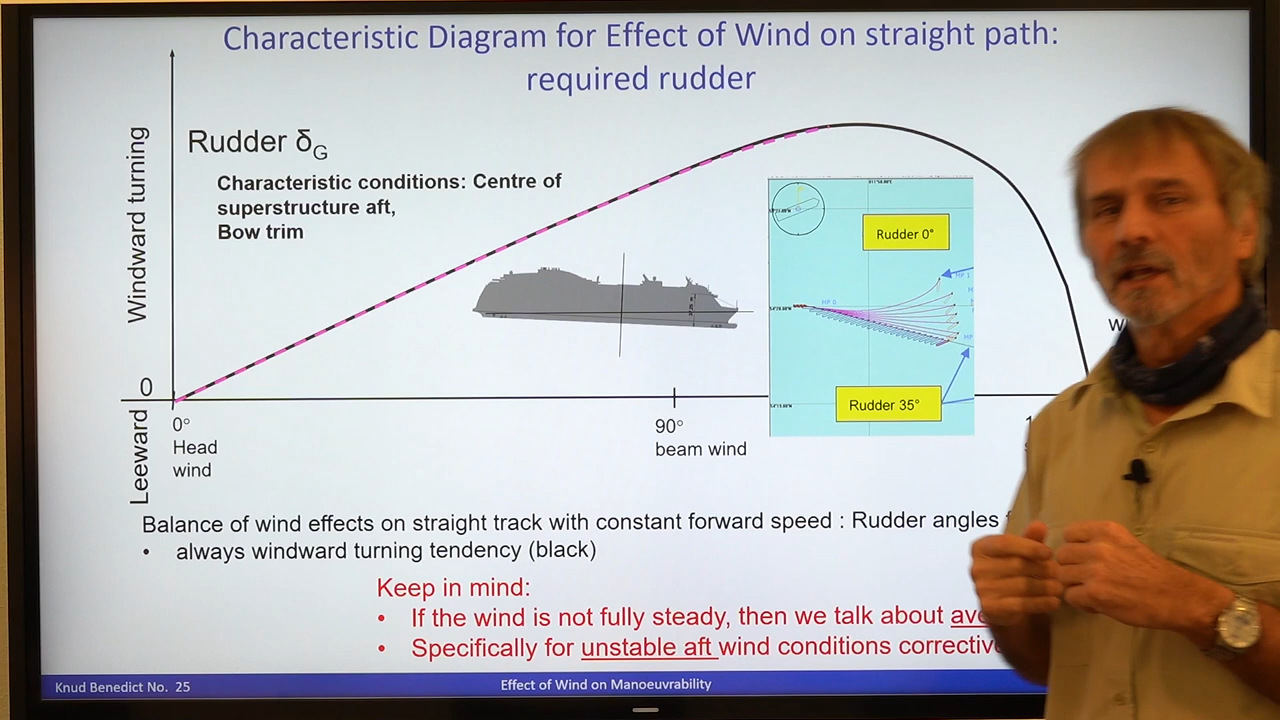 Characteristic Diagram for Effect of Wind on straight path:
required rudder
Windward turning
Rudder δG
Characteristic conditions: Centre of
superstructure aft,
Bow trim
Rudder 0°
MP 1
MP 0
Rudder 35°
0
Leeward
0°
Head
wind
90°
beam wind
Balance of wind effects on straight track with constant forward speed : Rudder angles
• always windward turning tendency (black)
Keep in mind:
• If the wind is not fully steady, then we talk about
• Specifically for unstable aft wind conditions
Knud Benedict No. 25
Effect of Wind on Manoeuvrability